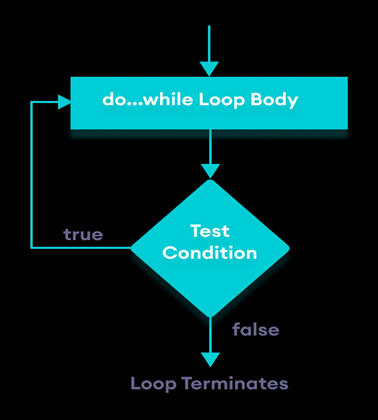 do...while Loop Body
Test
Condition
true
false
Loop Terminates